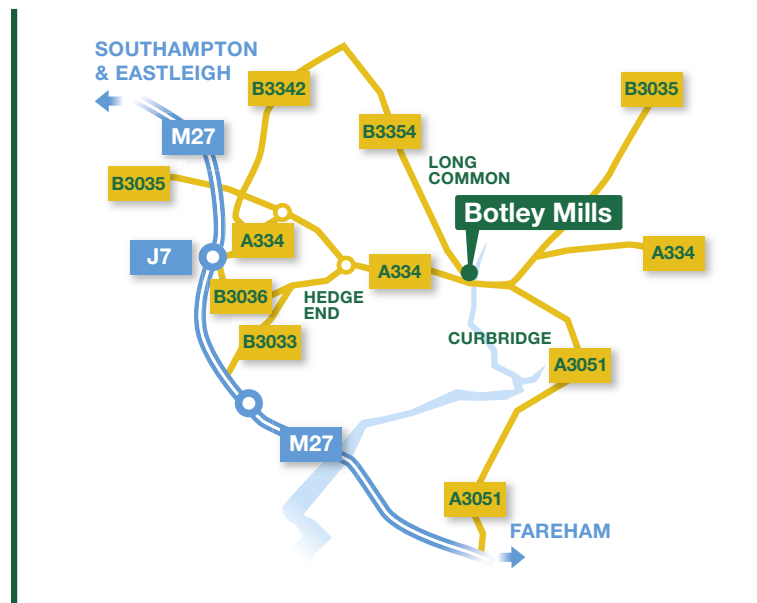 SOUTHAMPTON
& EASTLEIGH
B3342
B3035
M27
B3354
LONG
COMMON
B3035
Botley Mills
A334
A334
J7
A334
B3036
HEDGE
END
B3033
CURBRIDGE
A3051
M27
A3051
FAREHAM